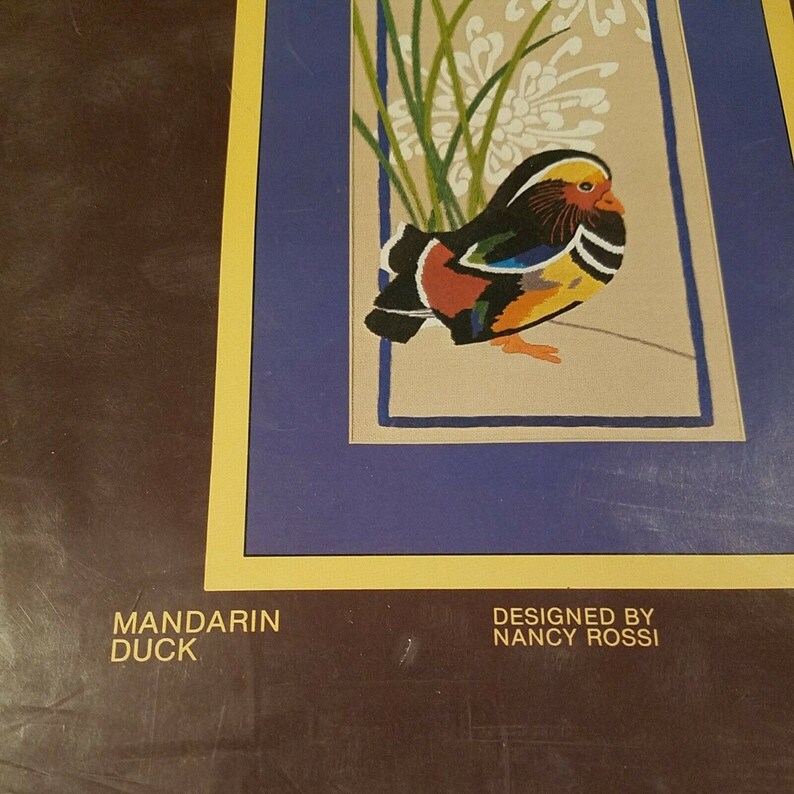 MANDARIN
DUCK
DESIGNED BY
NANCY ROSSI